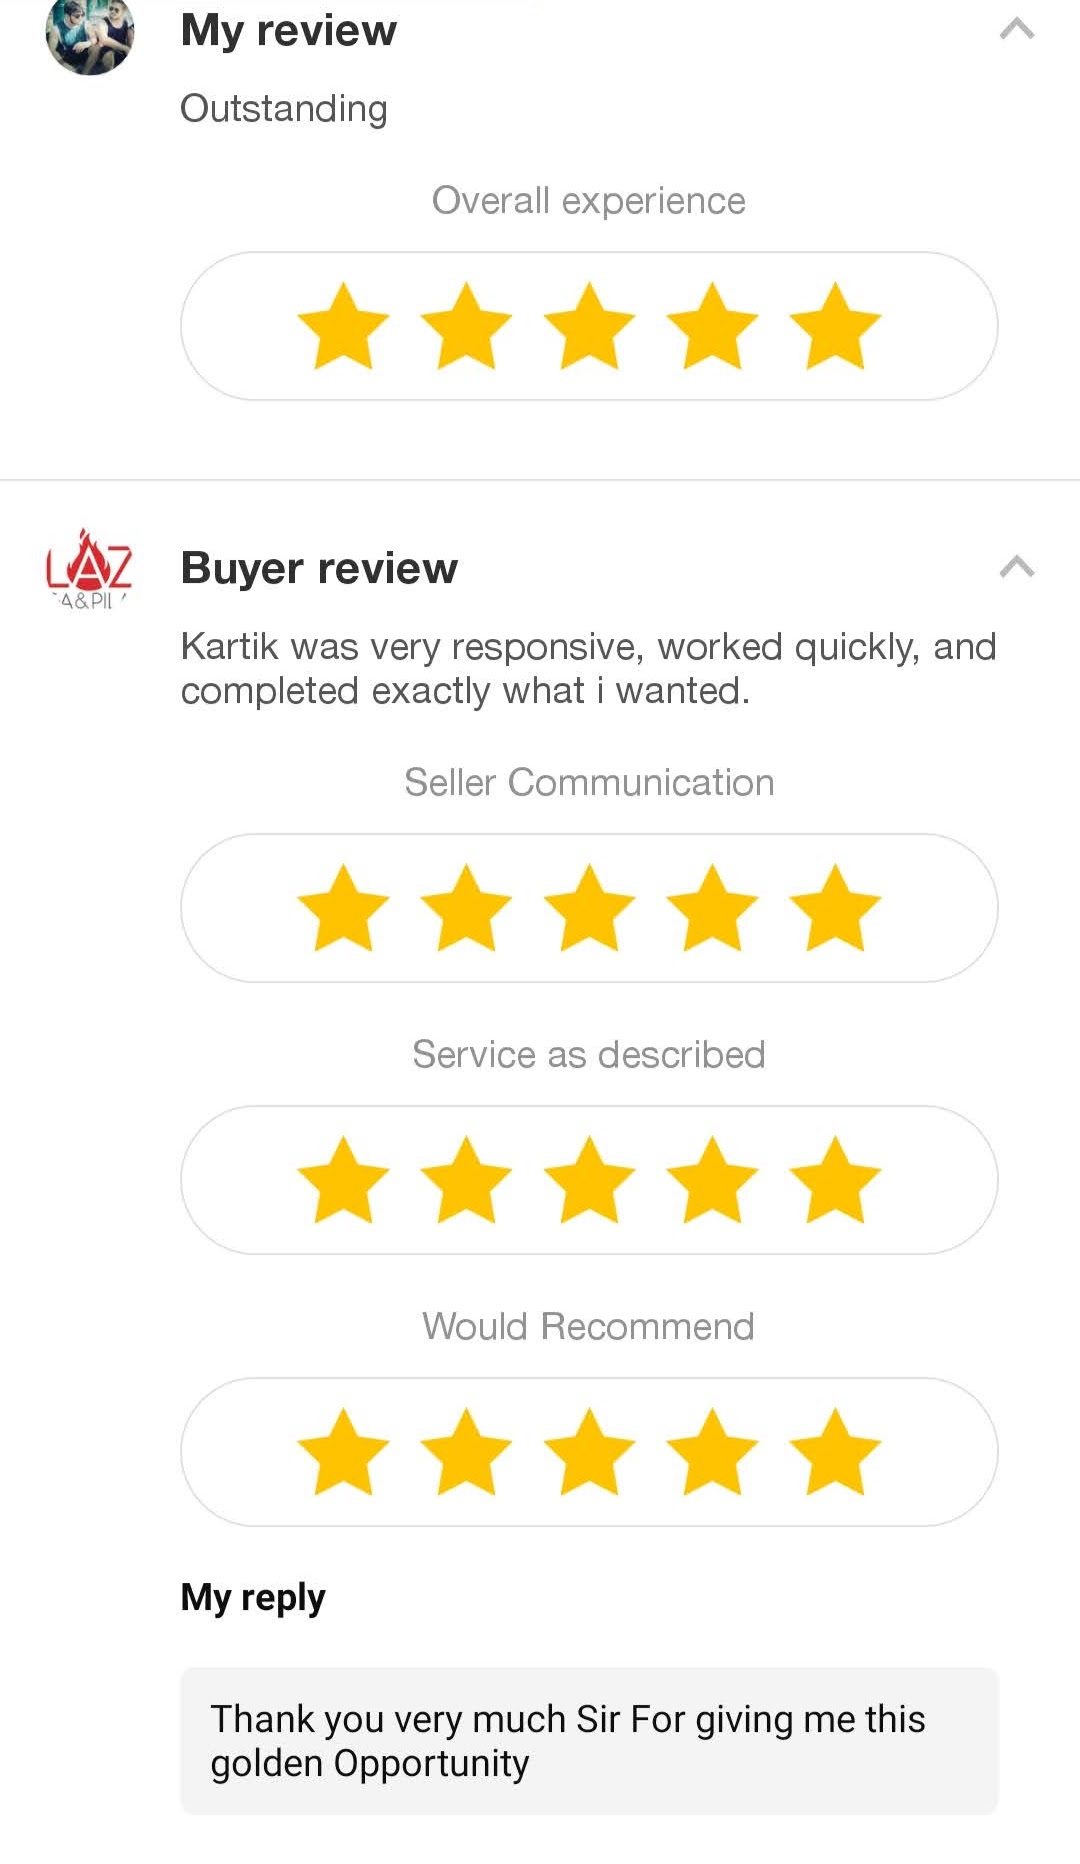 My review
Outstanding
Overall experience
LAZ
A&PIL
Buyer review
Kartik was very responsive, worked quickly, and
completed exactly what i wanted.
Seller Communication
Service as described
Would Recommend
My reply
Thank you very much Sir For giving me this
golden Opportunity